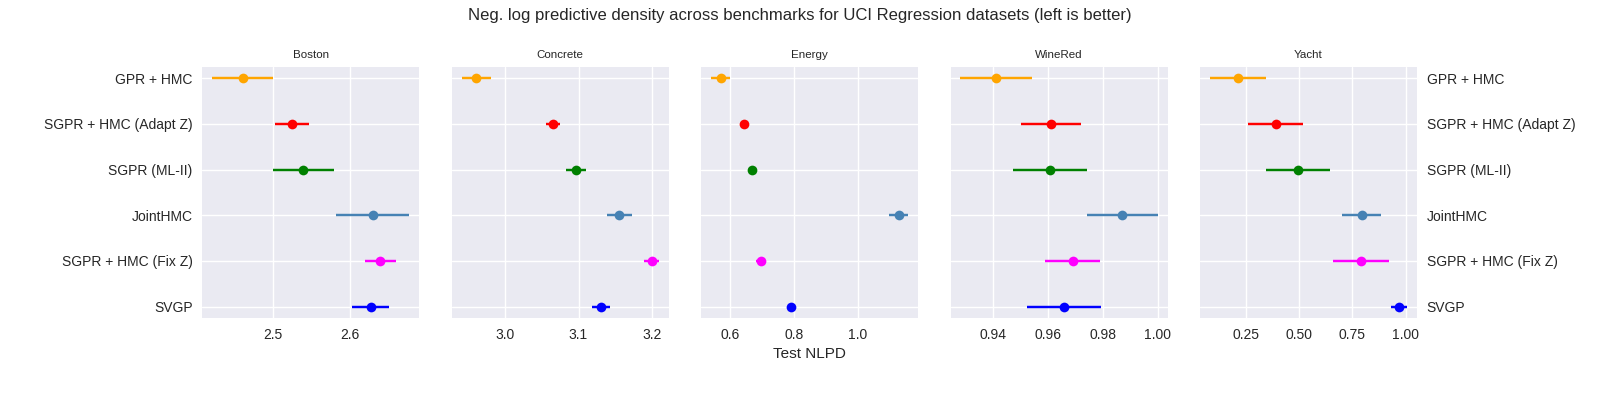 Neg. log predictive density across benchmarks for UCI Regression datasets (left is better)
Boston Concrete Energy WineRed Yacht
GPR + HMC GPR + HMC
SGPR + HMC (Adapt Z) SGPR + HMC (Adapt Z)
SGPR (ML-II) SGPR (ML-II)
JointHMC JointHMC
SGPR + HMC (Fix Z) SGPR + HMC (Fix Z)
SVGP SVGP
2.5 2.6 3.0 3.1 3.2 0.6 0.8 1.0 0.94 0.96 0.98 1.00 0.25 0.50 0.75 1.00
Test NLPD